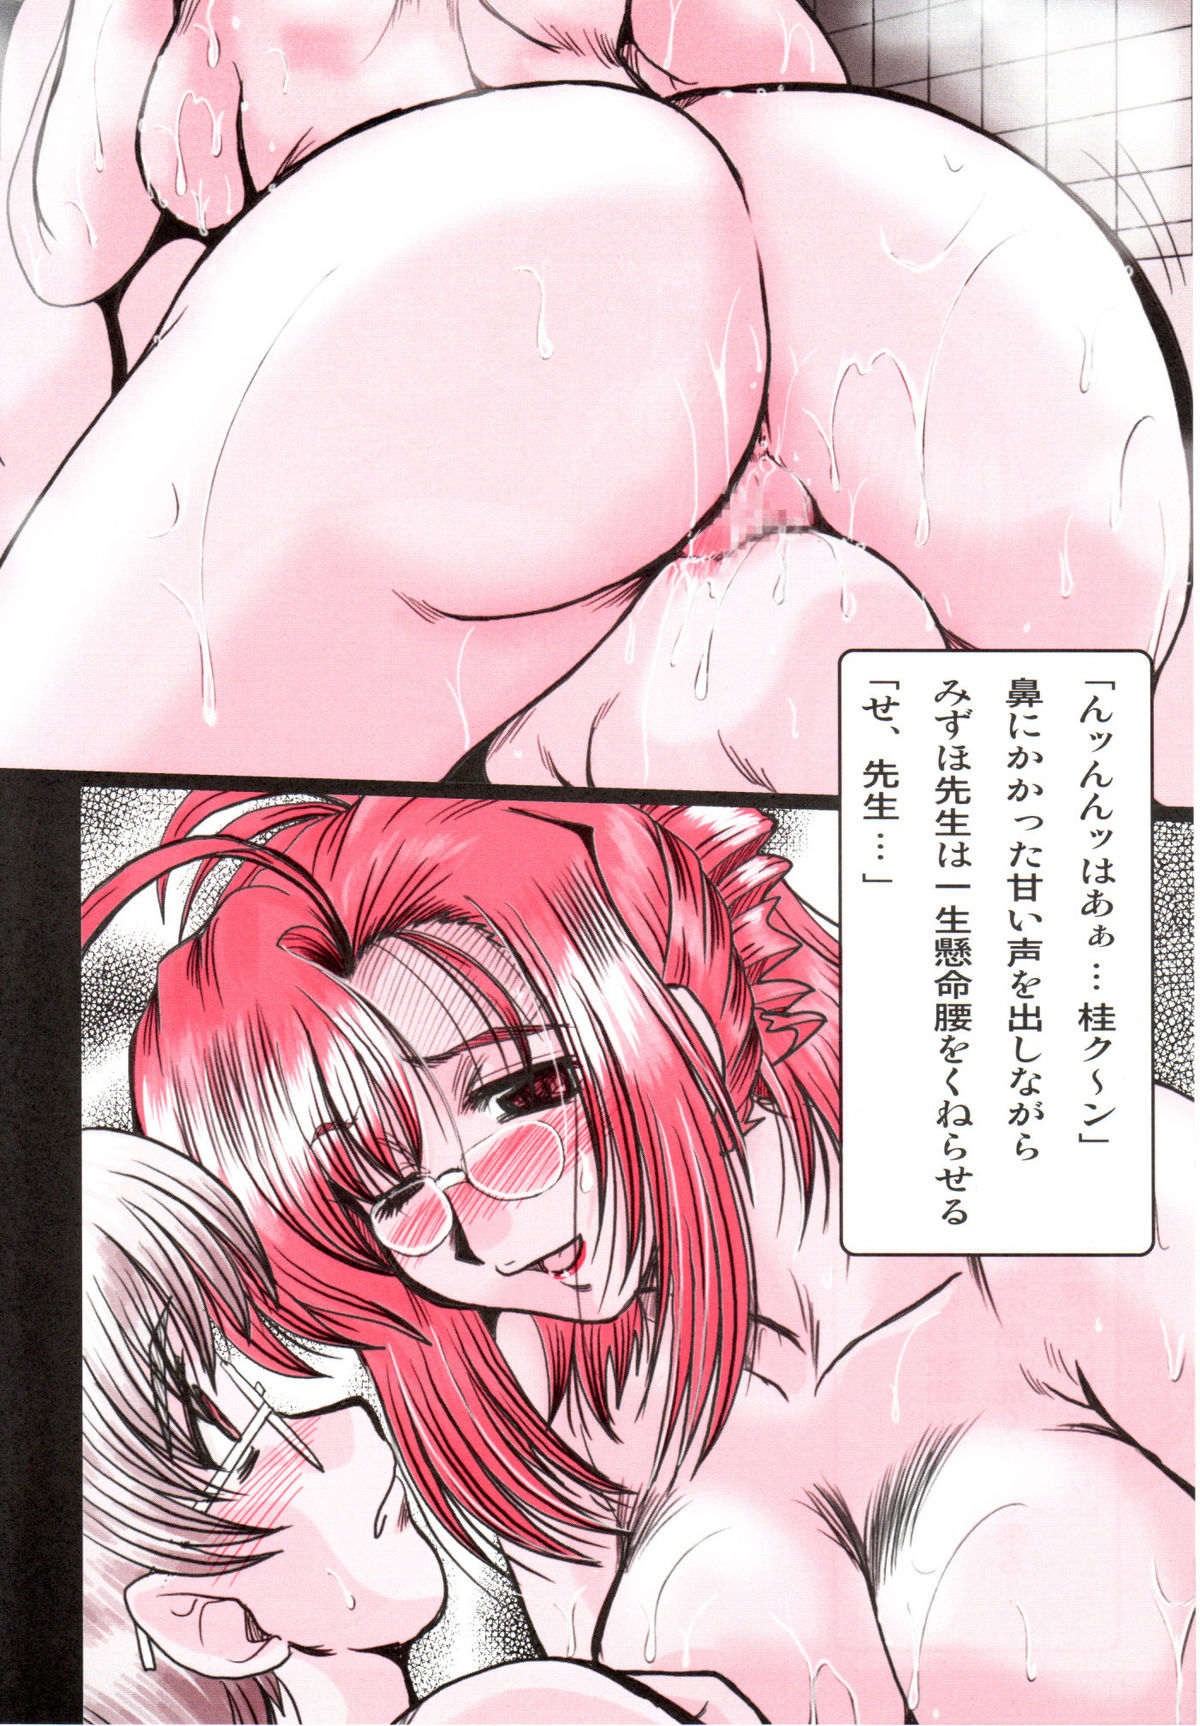 「んッんんッはあぁ…桂ク～ン」
鼻にかかった甘い声を出しながら
みずほ先生は一生懸命腰をくねらせる
「せ、先生…」